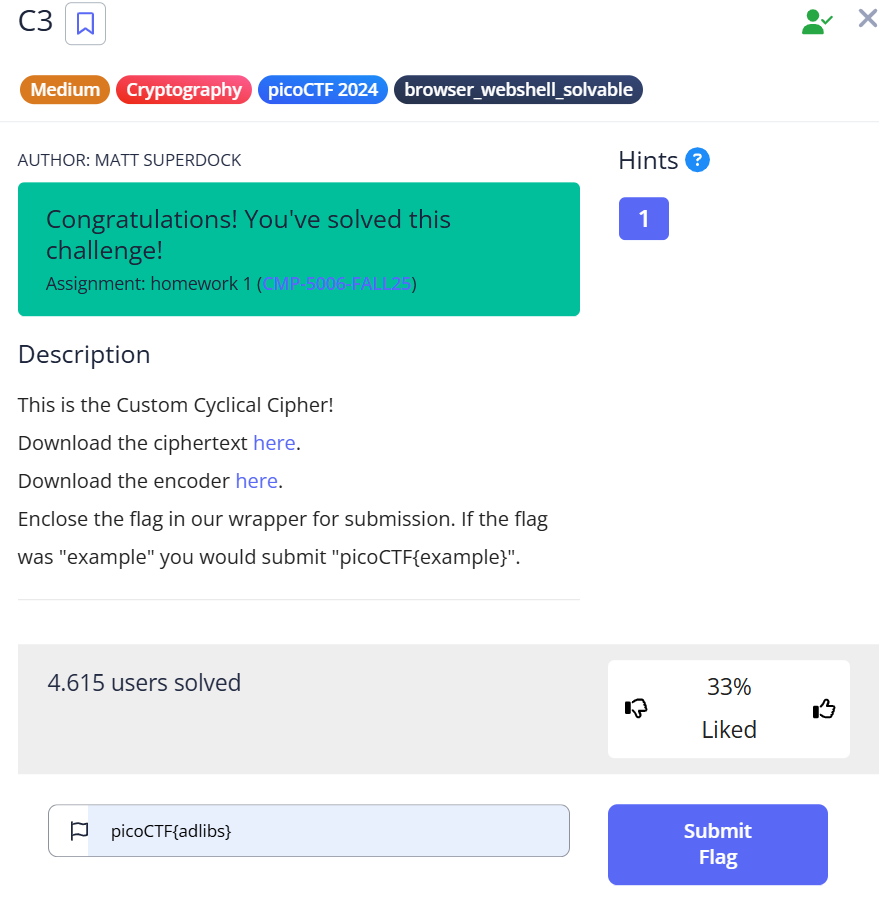 C3
Medium Cryptography picoCTF 2024 browser_webshell_solvable
AUTHOR: MATT SUPERDOCK
Congratulations! You've solved this
challenge!
Assignment: homework 1 (CMP-5006-FALL25)
Hints ?
1
Description
This is the Custom Cyclical Cipher!
Download the ciphertext here.
Download the encoder here.
Enclose the flag in our wrapper for submission. If the flag
was "example" you would submit "picoCTF{example}".
4.615 users solved
33%
Liked
picoCTF{adlibs}
Submit
Flag